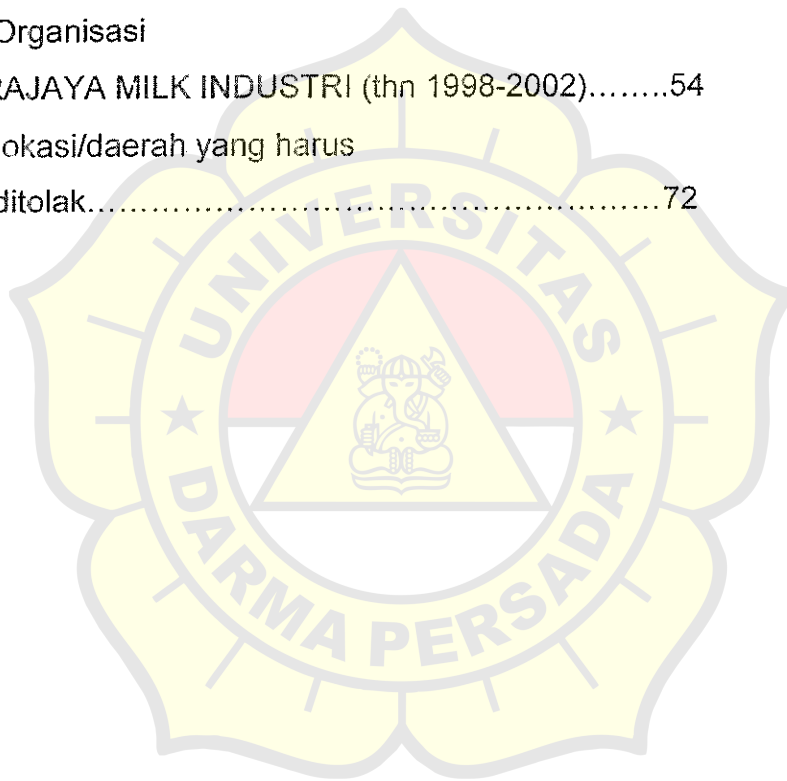 Organisasi
RAJAYA MILK INDUSTRI (thn 1998-2002)........54
okasi/daerah yang harus
ditolak....................................................72
UNIVERSITAS
DARMA PERSADA